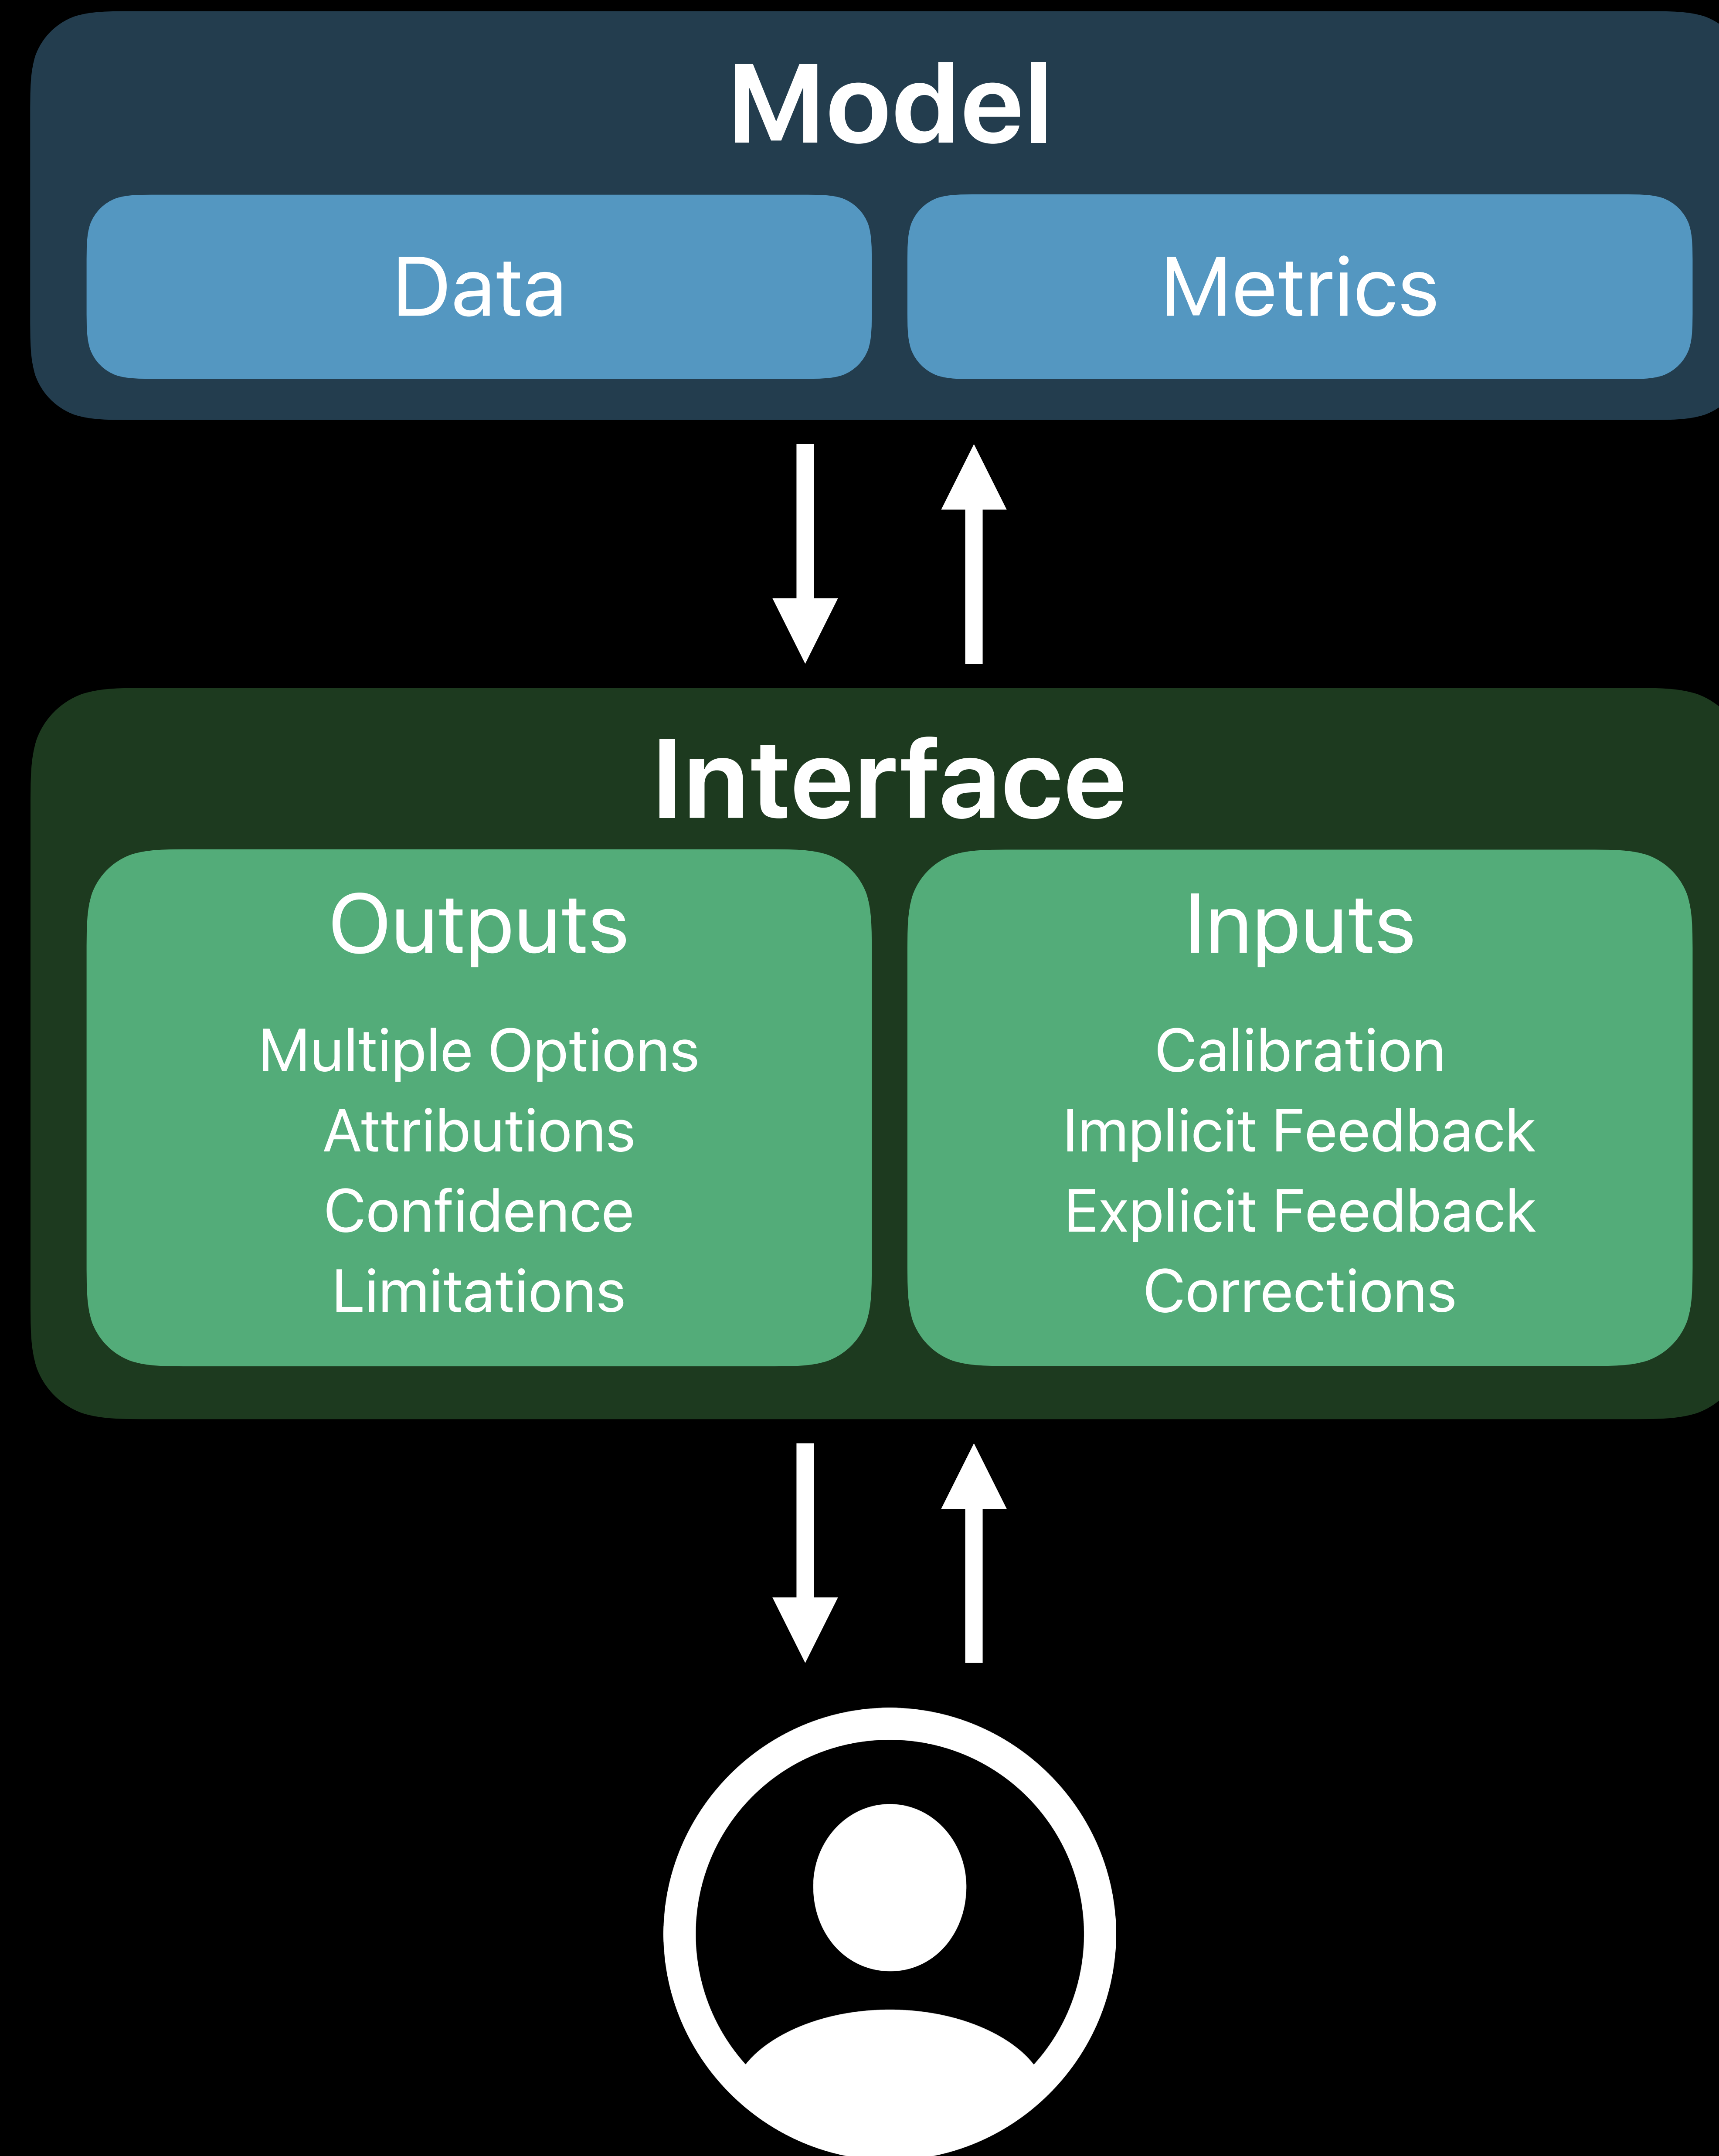 Model
Data
Metrics
Interface
Outputs
Multiple Options
Attributions
Confidence
Limitations
Inputs
Calibration
Implicit Feedback
Explicit Feedback
Corrections